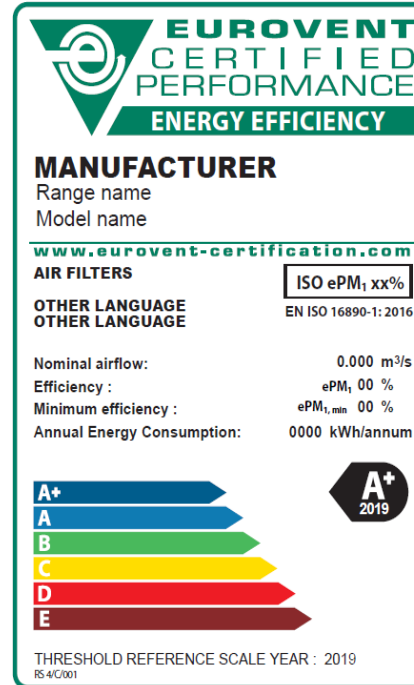 EUROVENT
CERTIFIED
PERFORMANCE
ENERGY EFFICIENCY
MANUFACTURER
Range name
Model name
www.eurovent-certification.com
AIR FILTERS
ISO ePM₁ xx%
OTHER LANGUAGE
EN ISO 16890-1: 2016
OTHER LANGUAGE
Nominal airflow: 0.000 m³/s
Efficiency : ePM₁ 00 %
Minimum efficiency : ePM₁,min 00 %
Annual Energy Consumption: 0000 kWh/annum
A+
A+
2019
A
B
C
D
E
THRESHOLD REFERENCE SCALE YEAR : 2019
RS 4/C/001